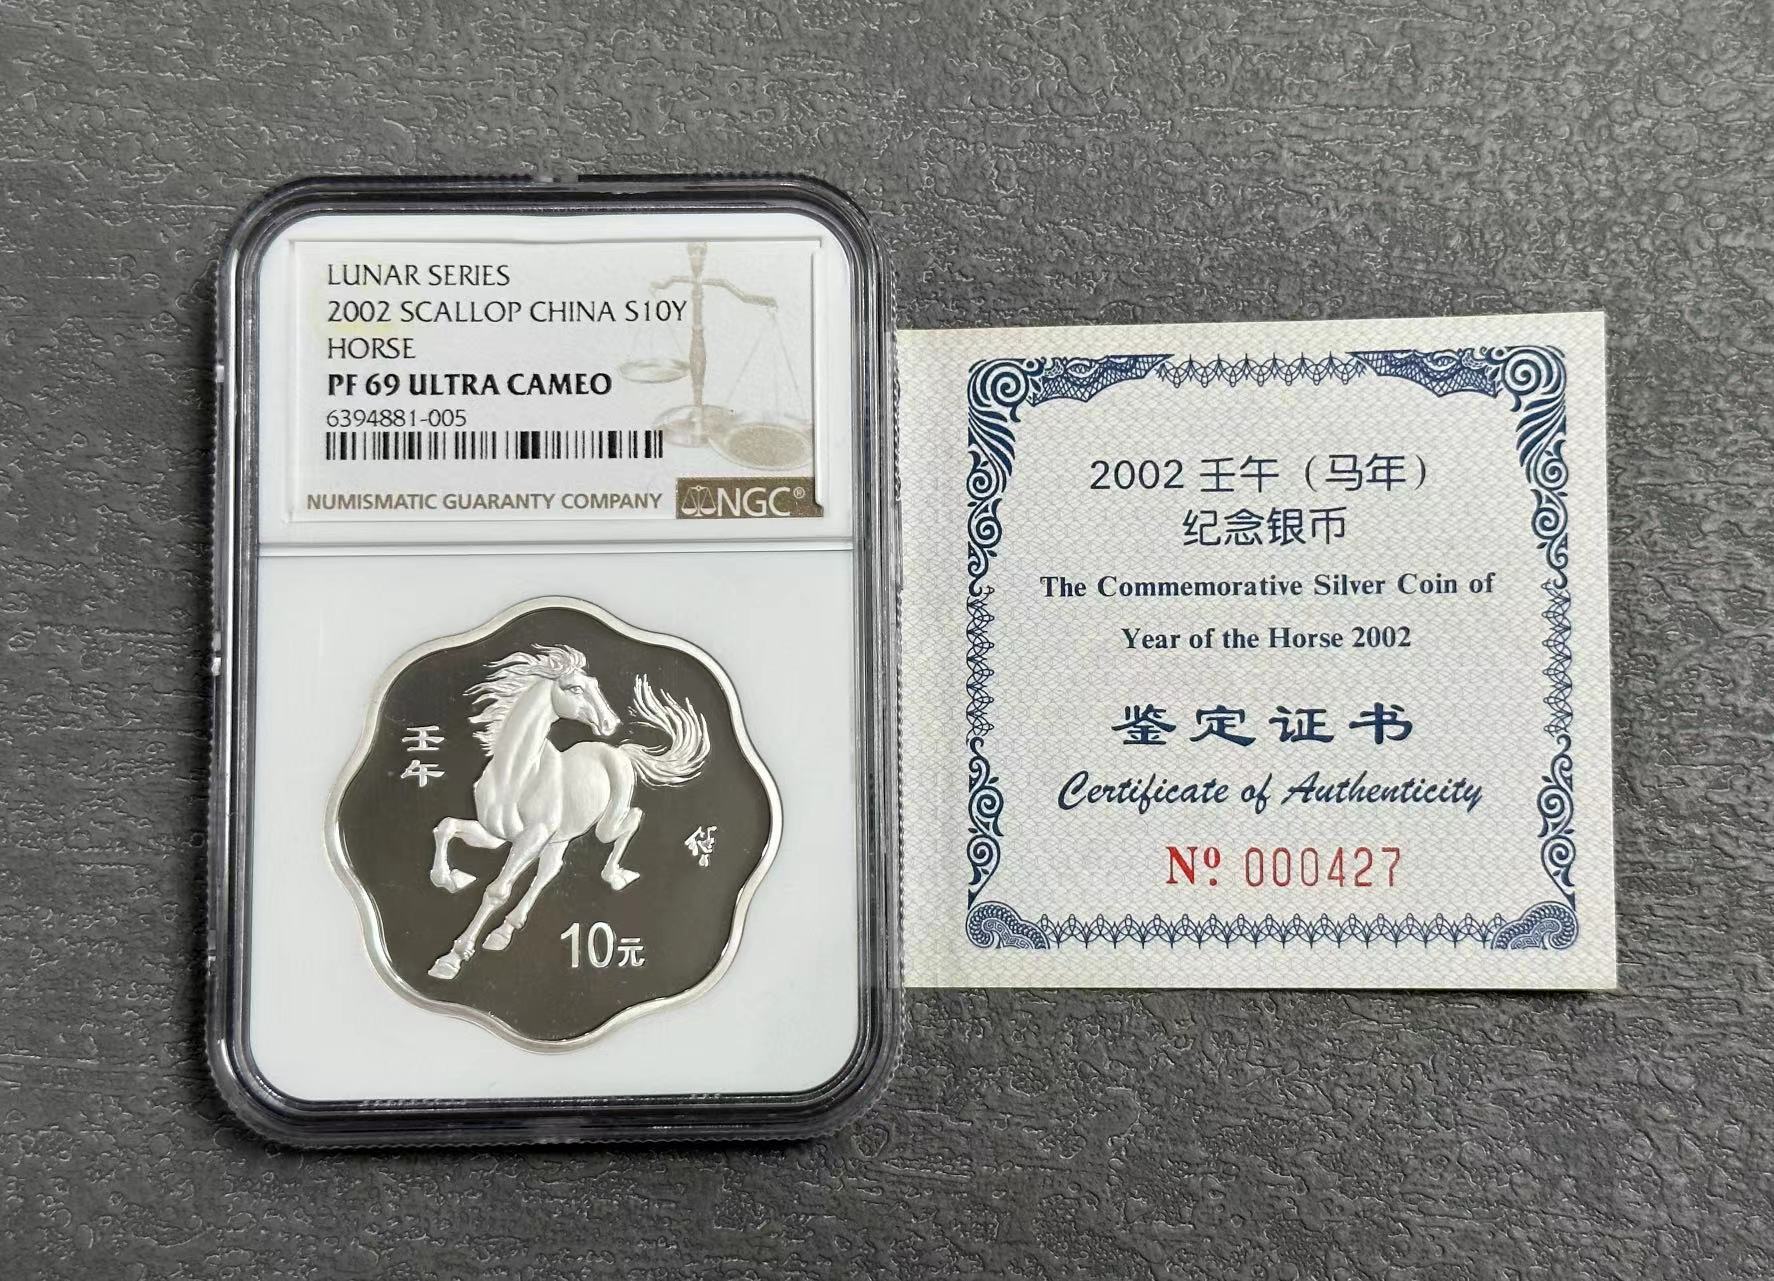 LUNAR SERIES
2002 SCALLOP CHINA S10Y
HORSE
PF 69 ULTRA CAMEO
6394881-005
NUMISMATIC GUARANTY COMPANY
NGC®
壬
午
10元
2002 壬午（马年）
纪念银币
The Commemorative Silver Coin of
Year of the Horse 2002
鉴定证书
Certificate of Authenticity
Nº 000427